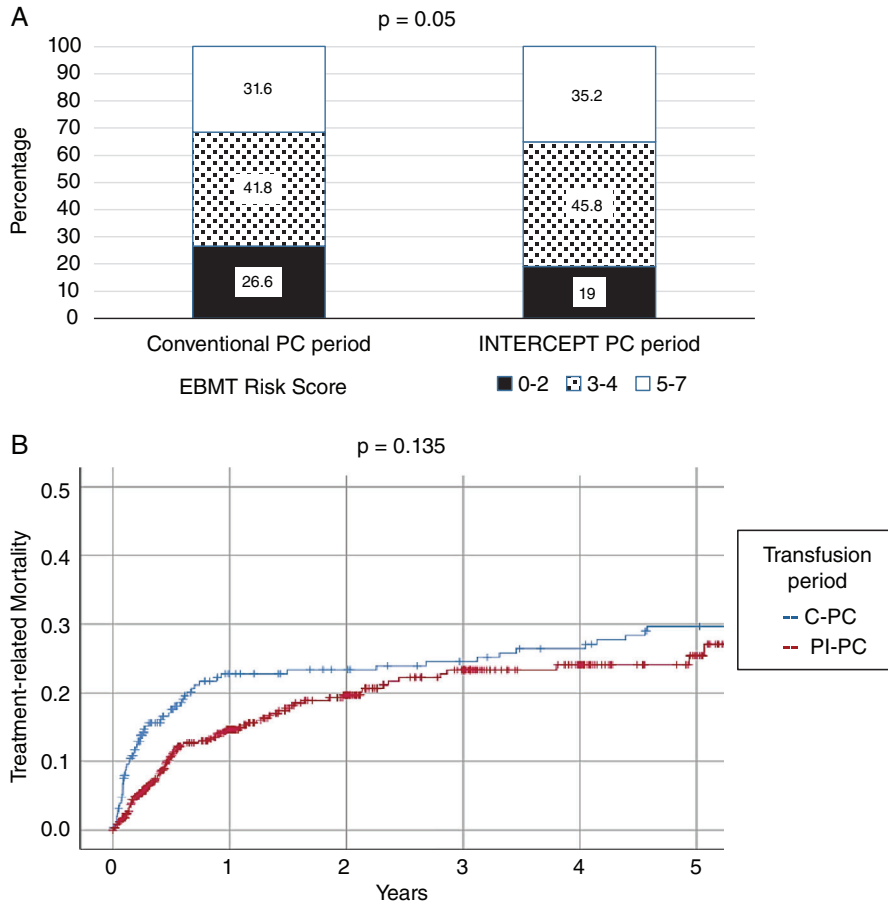 A
p = 0.05
100
90
80
70
60
50
40
30
20
10
0
Percentage
31.6
41.8
26.6
35.2
45.8
19
Conventional PC period
INTERCEPT PC period
EBMT Risk Score
0-2
3-4
5-7
B
p = 0.135
0.5
0.4
0.3
0.2
0.1
0.0
Treatment-related Mortality
0
1
2
3
4
5
Years
Transfusion
period
C-PC
PI-PC